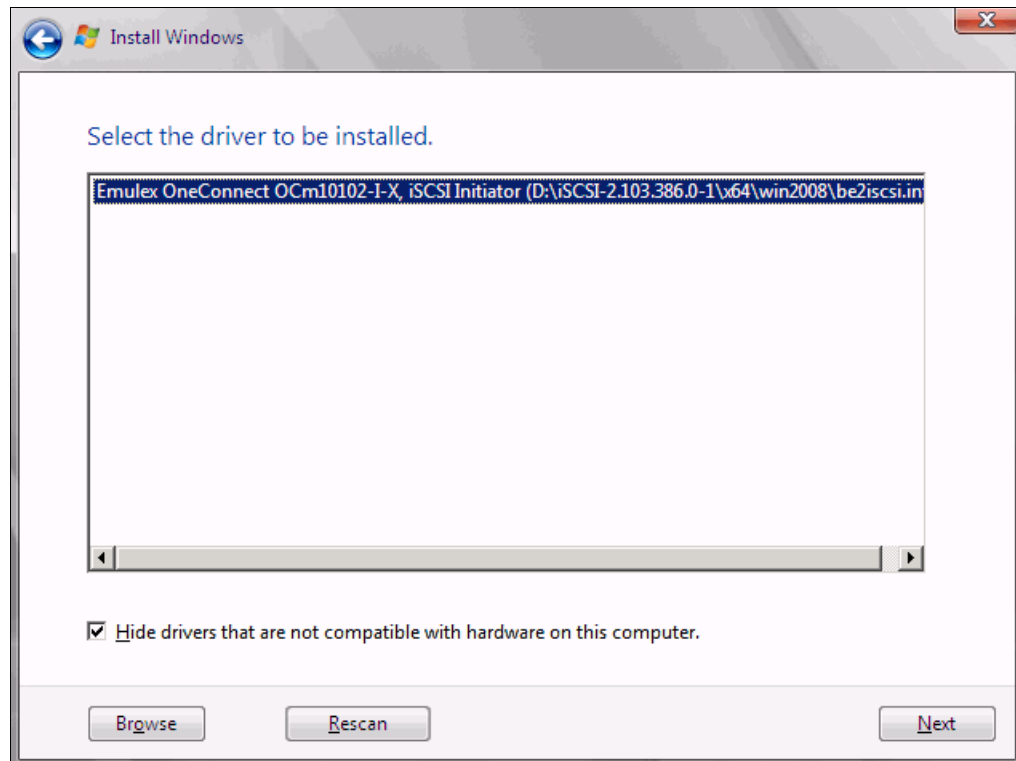 Install Windows
Select the driver to be installed.
Emulex OneConnect OCm10102-I-X, iSCSI Initiator (D:\iSCSI-2.103.386.0-1\x64\win2008\be2iscsi.in
Hide drivers that are not compatible with hardware on this computer.
Browse Rescan Next